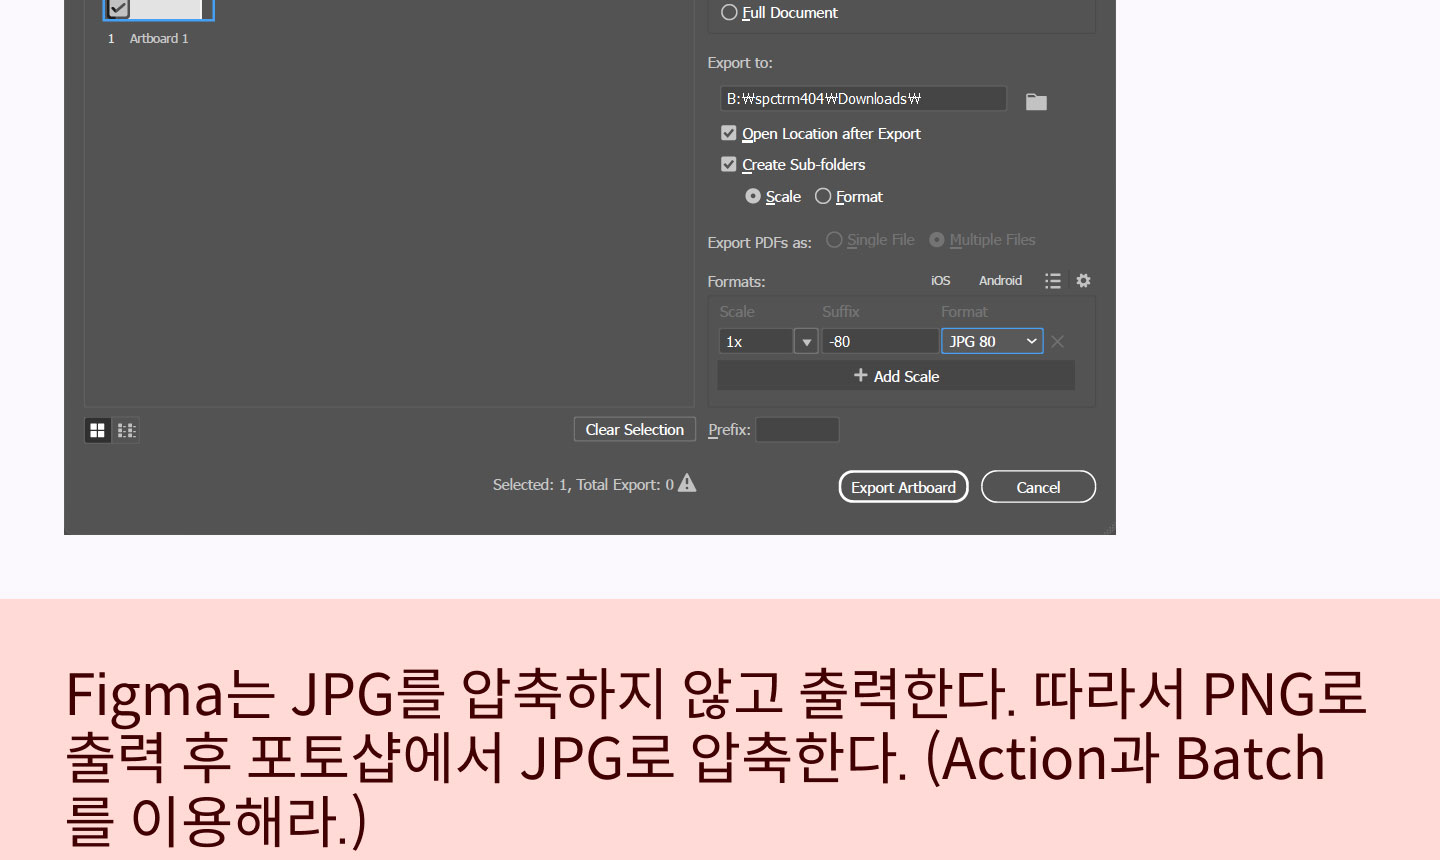 Full Document
1 Artboard 1
Export to:
B:₩spctrm404₩Downloads₩
Open Location after Export
Create Sub-folders
Scale Format
Export PDFs as: Single File Multiple Files
Formats: iOS Android
Scale Suffix Format
1x -80 JPG 80
+ Add Scale
Clear Selection Prefix:
Selected: 1, Total Export: 0
Export Artboard Cancel
Figma는 JPG를 압축하지 않고 출력한다. 따라서 PNG로
출력 후 포토샵에서 JPG로 압축한다. (Action과 Batch
를 이용해라.)